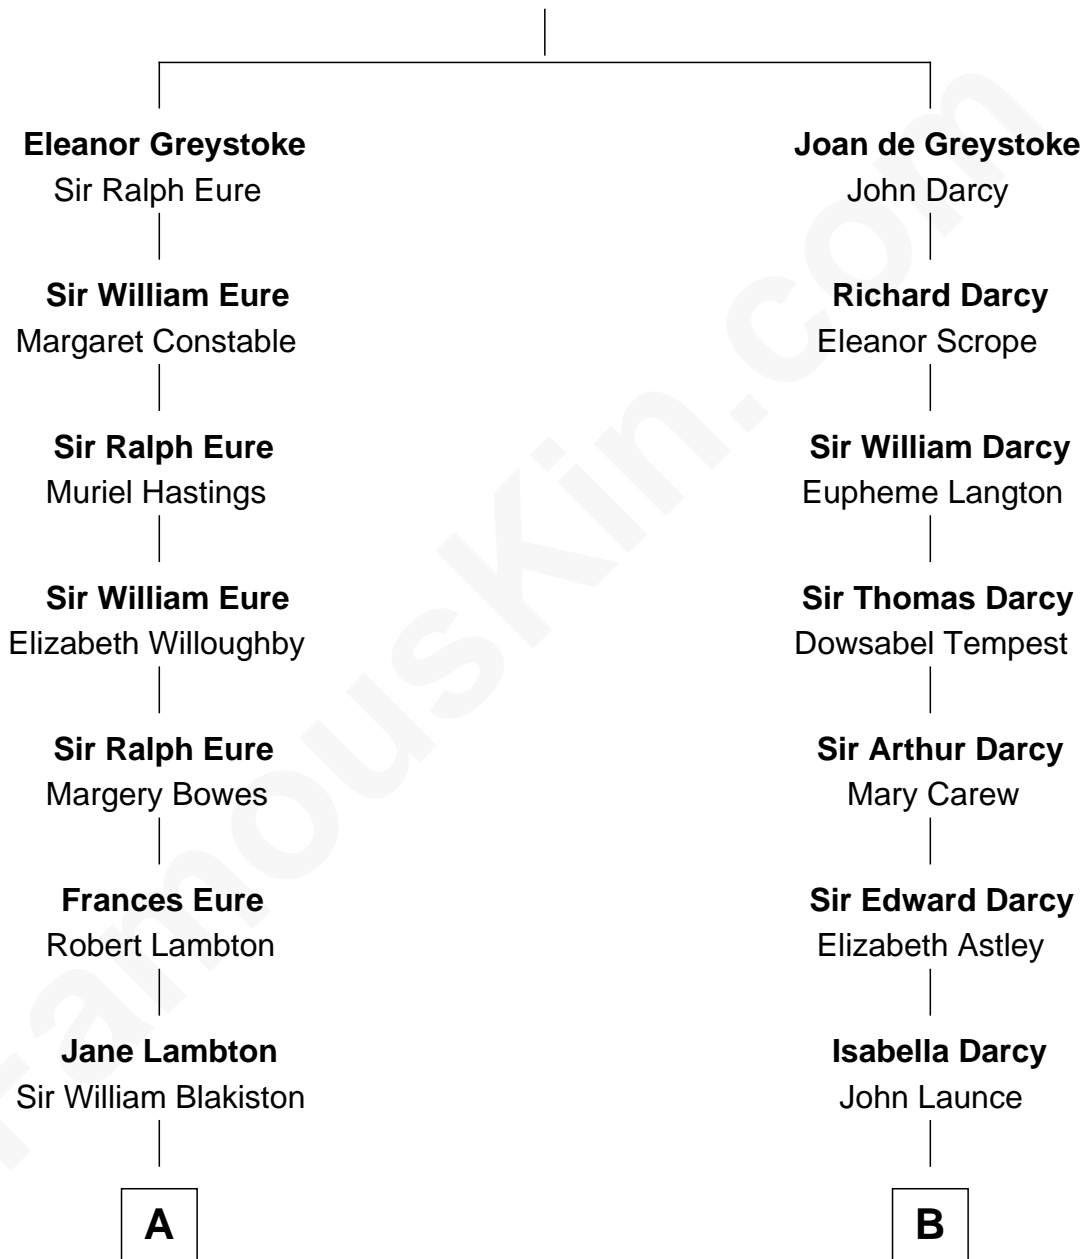 Eleanor Greystoke
Sir Ralph Eure
Sir William Eure
Margaret Constable
Sir Ralph Eure
Muriel Hastings
Sir William Eure
Elizabeth Willoughby
Sir Ralph Eure
Margery Bowes
Frances Eure
Robert Lambton
Jane Lambton
Sir William Blakiston
A
Joan de Greystoke
John Darcy
Richard Darcy
Eleanor Scrope
Sir William Darcy
Eupheme Langton
Sir Thomas Darcy
Dowsabel Tempest
Sir Arthur Darcy
Mary Carew
Sir Edward Darcy
Elizabeth Astley
Isabella Darcy
John Launce
B
FamousKin.com